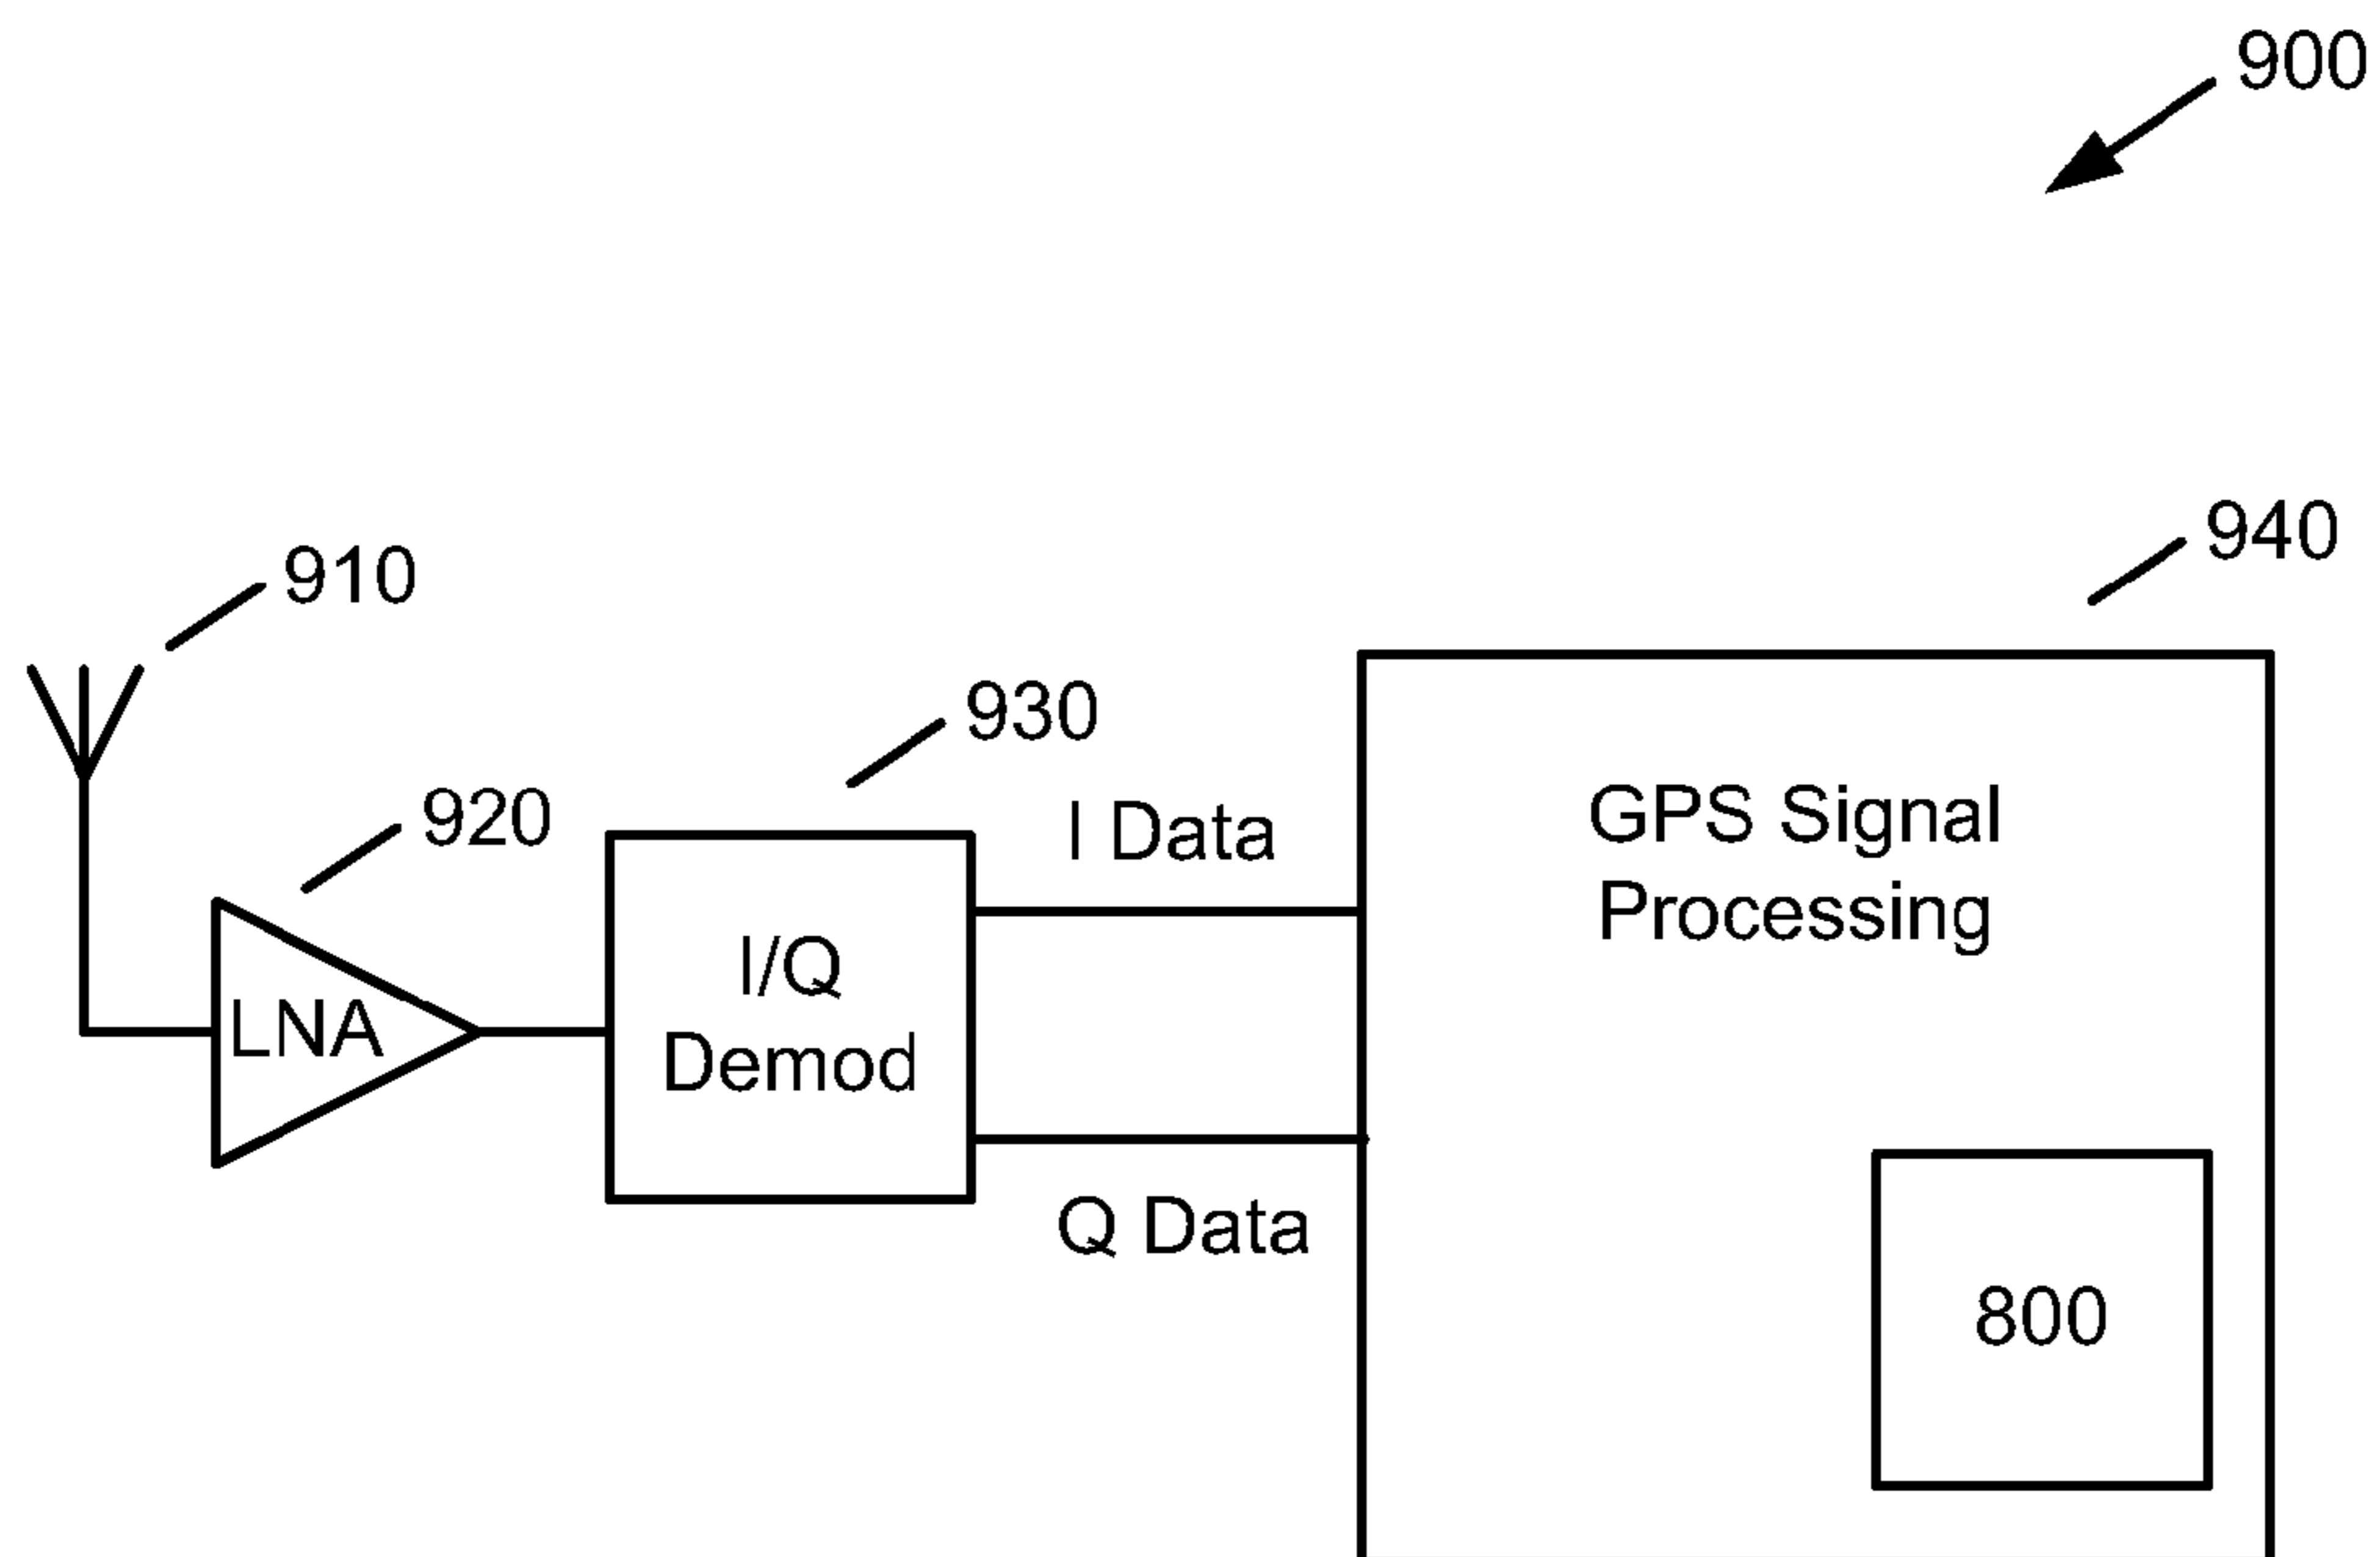 900
940
910
930
920
I Data
GPS Signal
Processing
I/Q
Demod
LNA
Q Data
800